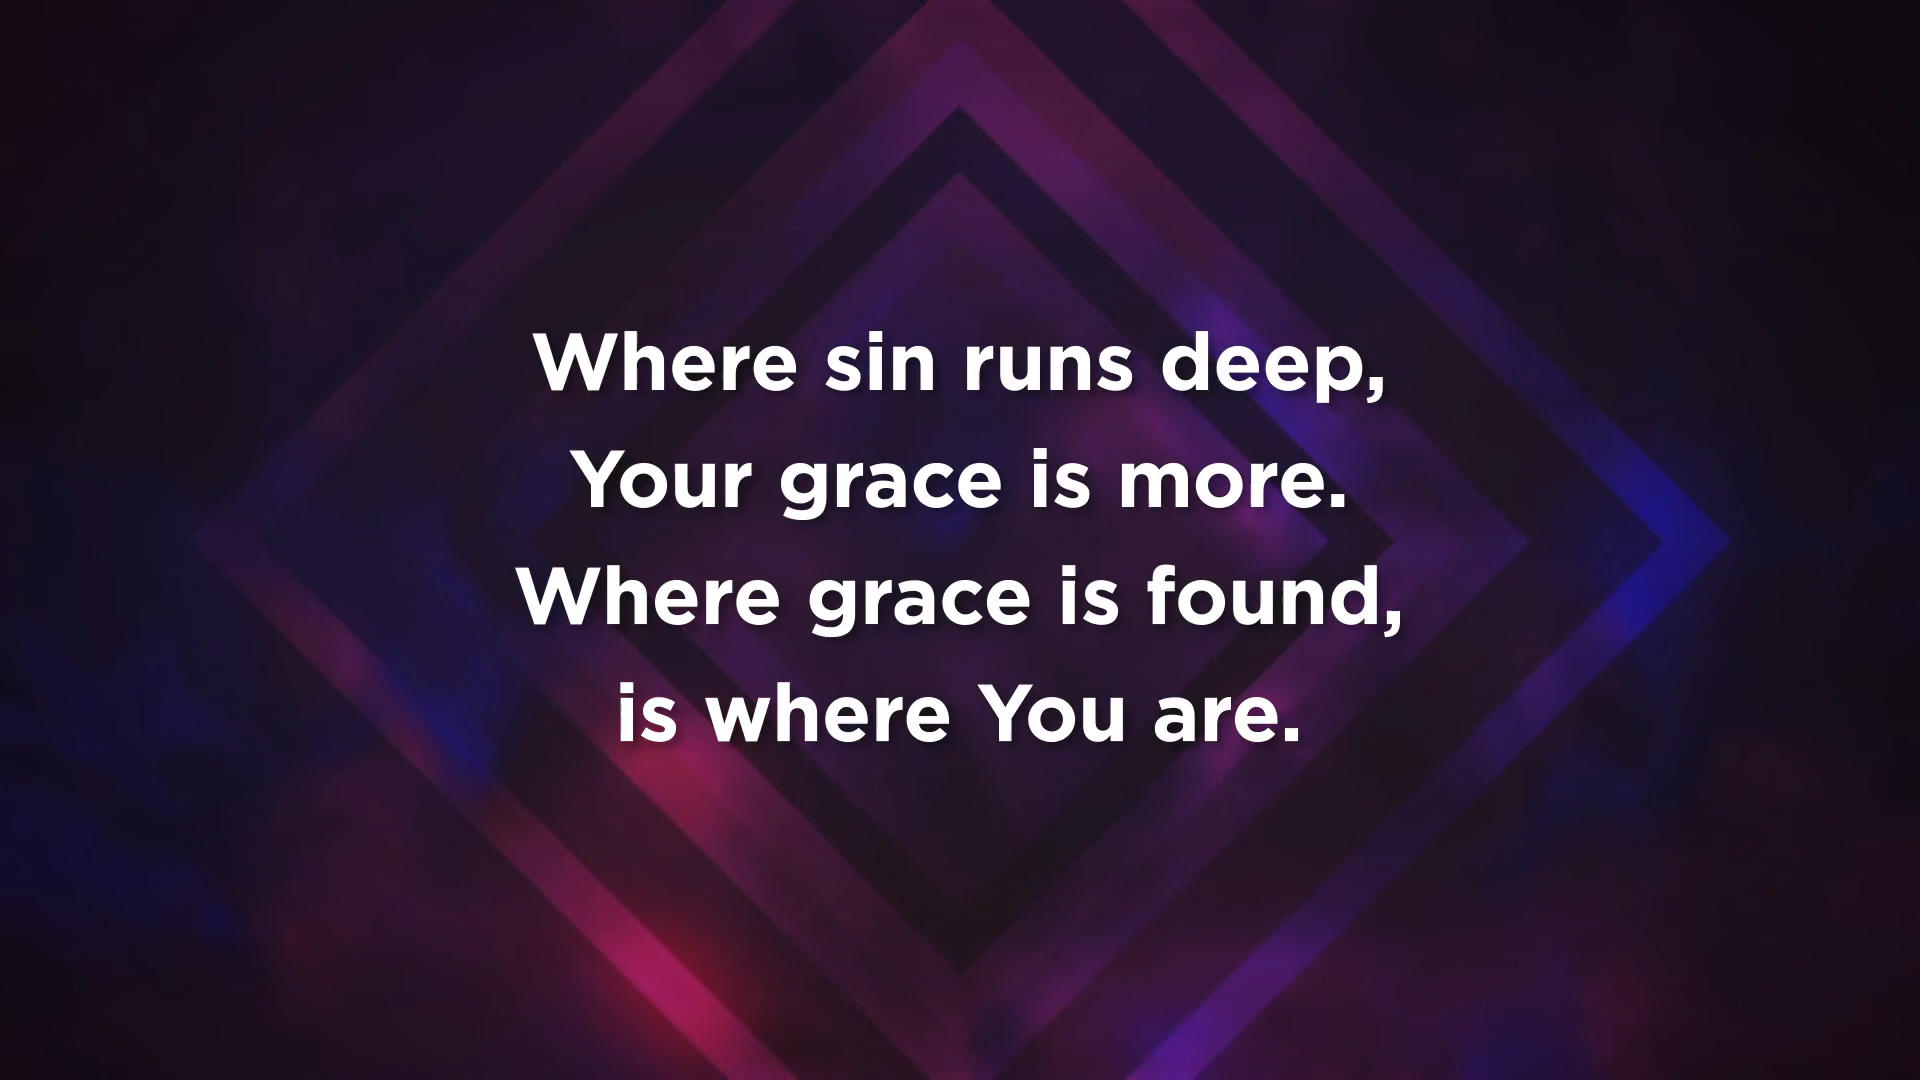 Where sin runs deep,
Your grace is more.
Where grace is found,
is where You are.